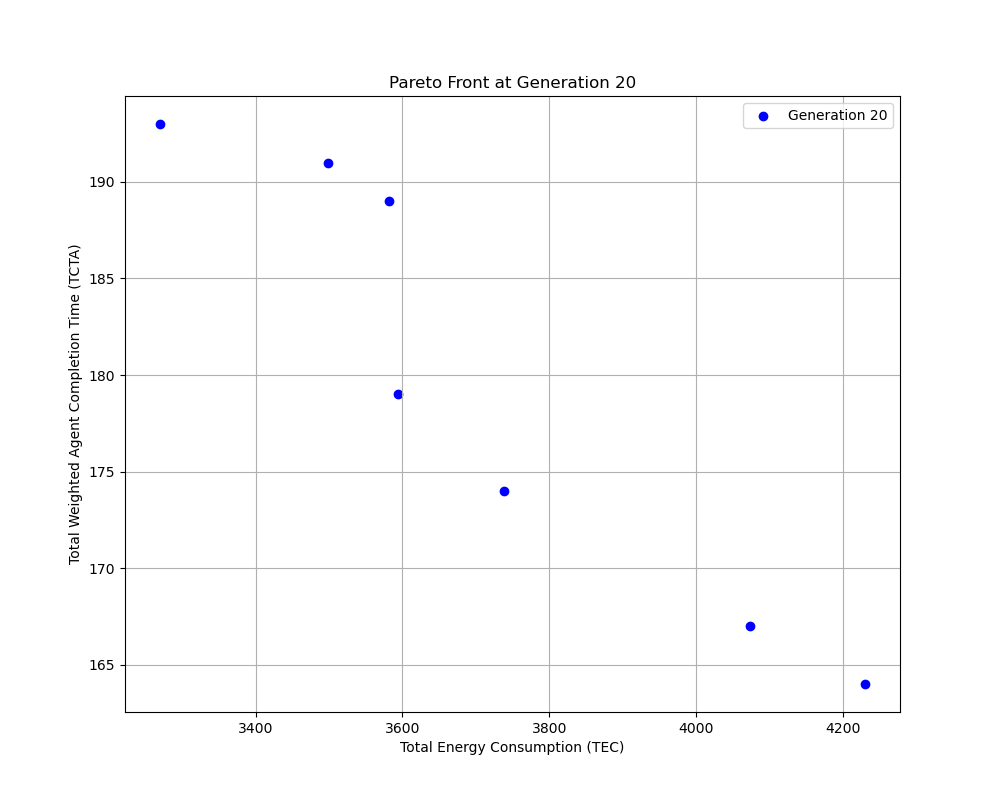 Pareto Front at Generation 20
Generation 20
Total Weighted Agent Completion Time (TCTA)
190
185
180
175
170
165
3400
3600
3800
4000
4200
Total Energy Consumption (TEC)